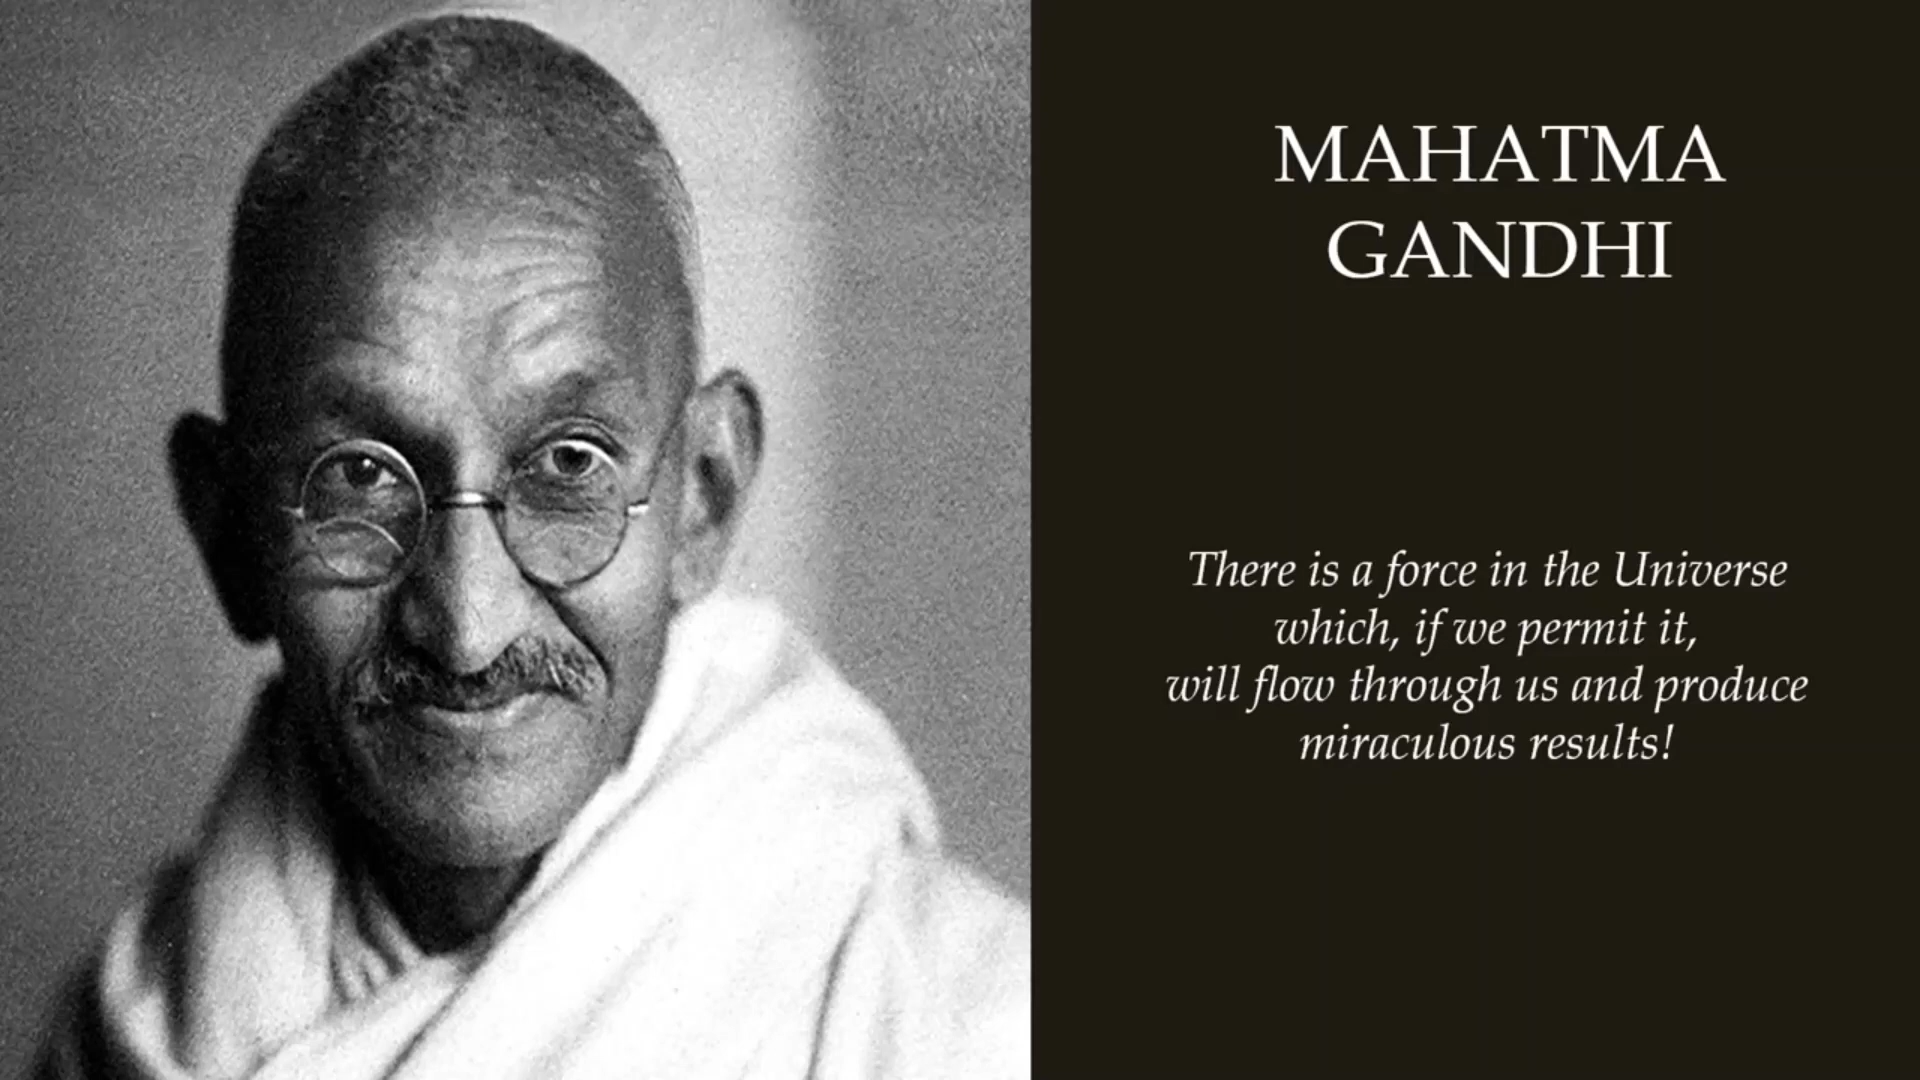 MAHATMA
GANDHI
There is a force in the Universe
which, if we permit it,
will flow through us and produce
miraculous results!